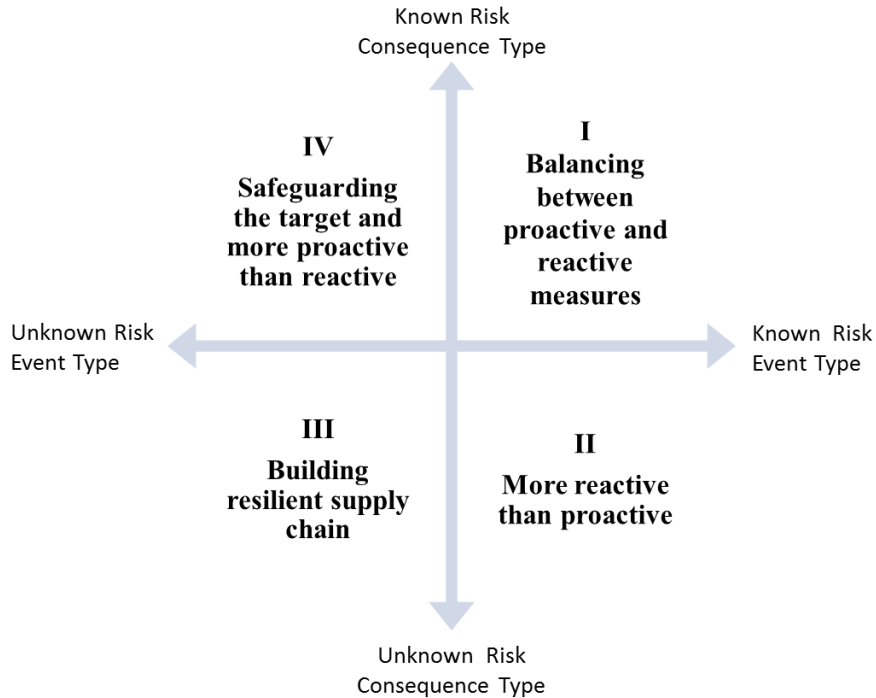 Known Risk
Consequence Type
IV
Safeguarding
the target and
more proactive
than reactive
I
Balancing
between
proactive and
reactive
measures
Unknown Risk
Event Type
Known Risk
Event Type
III
Building
resilient supply
chain
II
More reactive
than proactive
Unknown Risk
Consequence Type